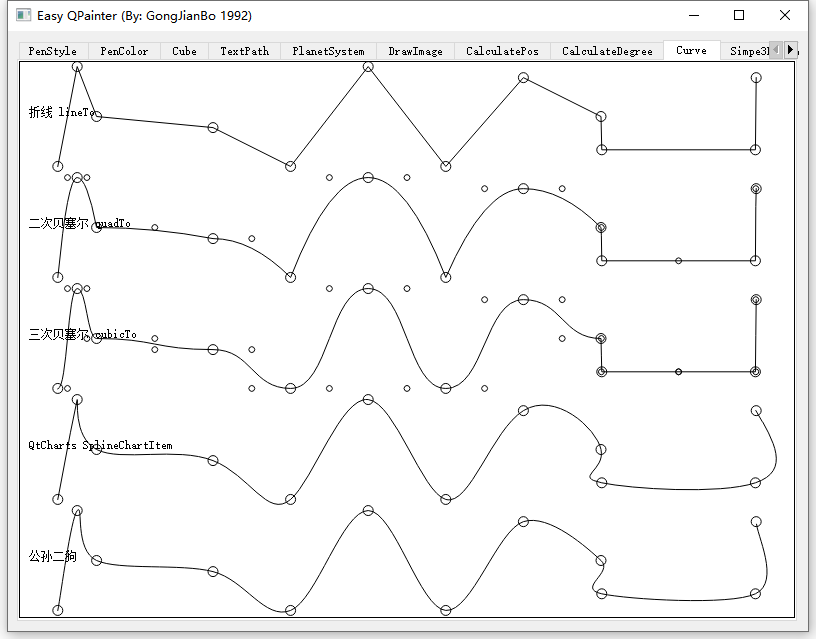 Easy QPainter (By: GongJianBo 1992)
PenStyle PenColor Cube TextPath PlanetSystem DrawImage CalculatePos CalculateDegree Curve
折线 lineTo
二次贝塞尔 quadTo
三次贝塞尔 cubicTo
QtCharts SplineChartItem
公孙二狗